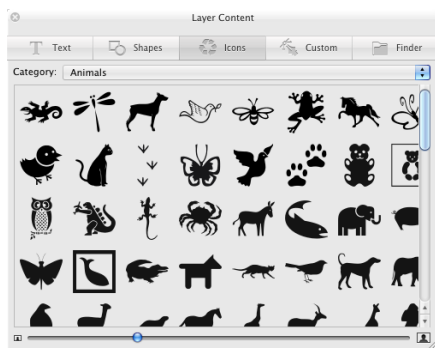 Layer Content
Text Shapes Icons Custom Finder
Category: Animals